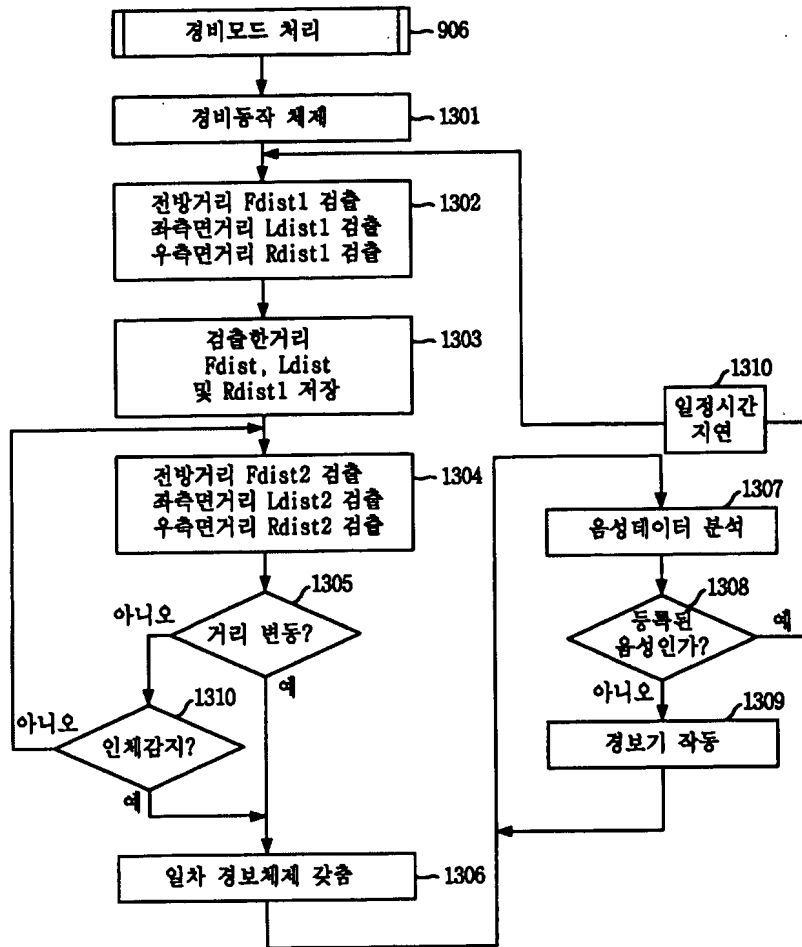 경비모드 처리
906
경비동작 체제
1301
전방거리 Fdist1 검출
좌측면거리 Ldist1 검출
우측면거리 Rdist1 검출
1302
검출한거리
Fdist, Ldist
및 Rdist1 저장
1303
전방거리 Fdist2 검출
좌측면거리 Ldist2 검출
우측면거리 Rdist2 검출
1304
거리 변동?
1305
아니오
예
인체감지?
1310
아니오
예
일차 경보체제 갖춤
1306
1310
일정시간
지연
음성데이터 분석
1307
등록된
음성인가?
1308
예
아니오
경보기 작동
1309